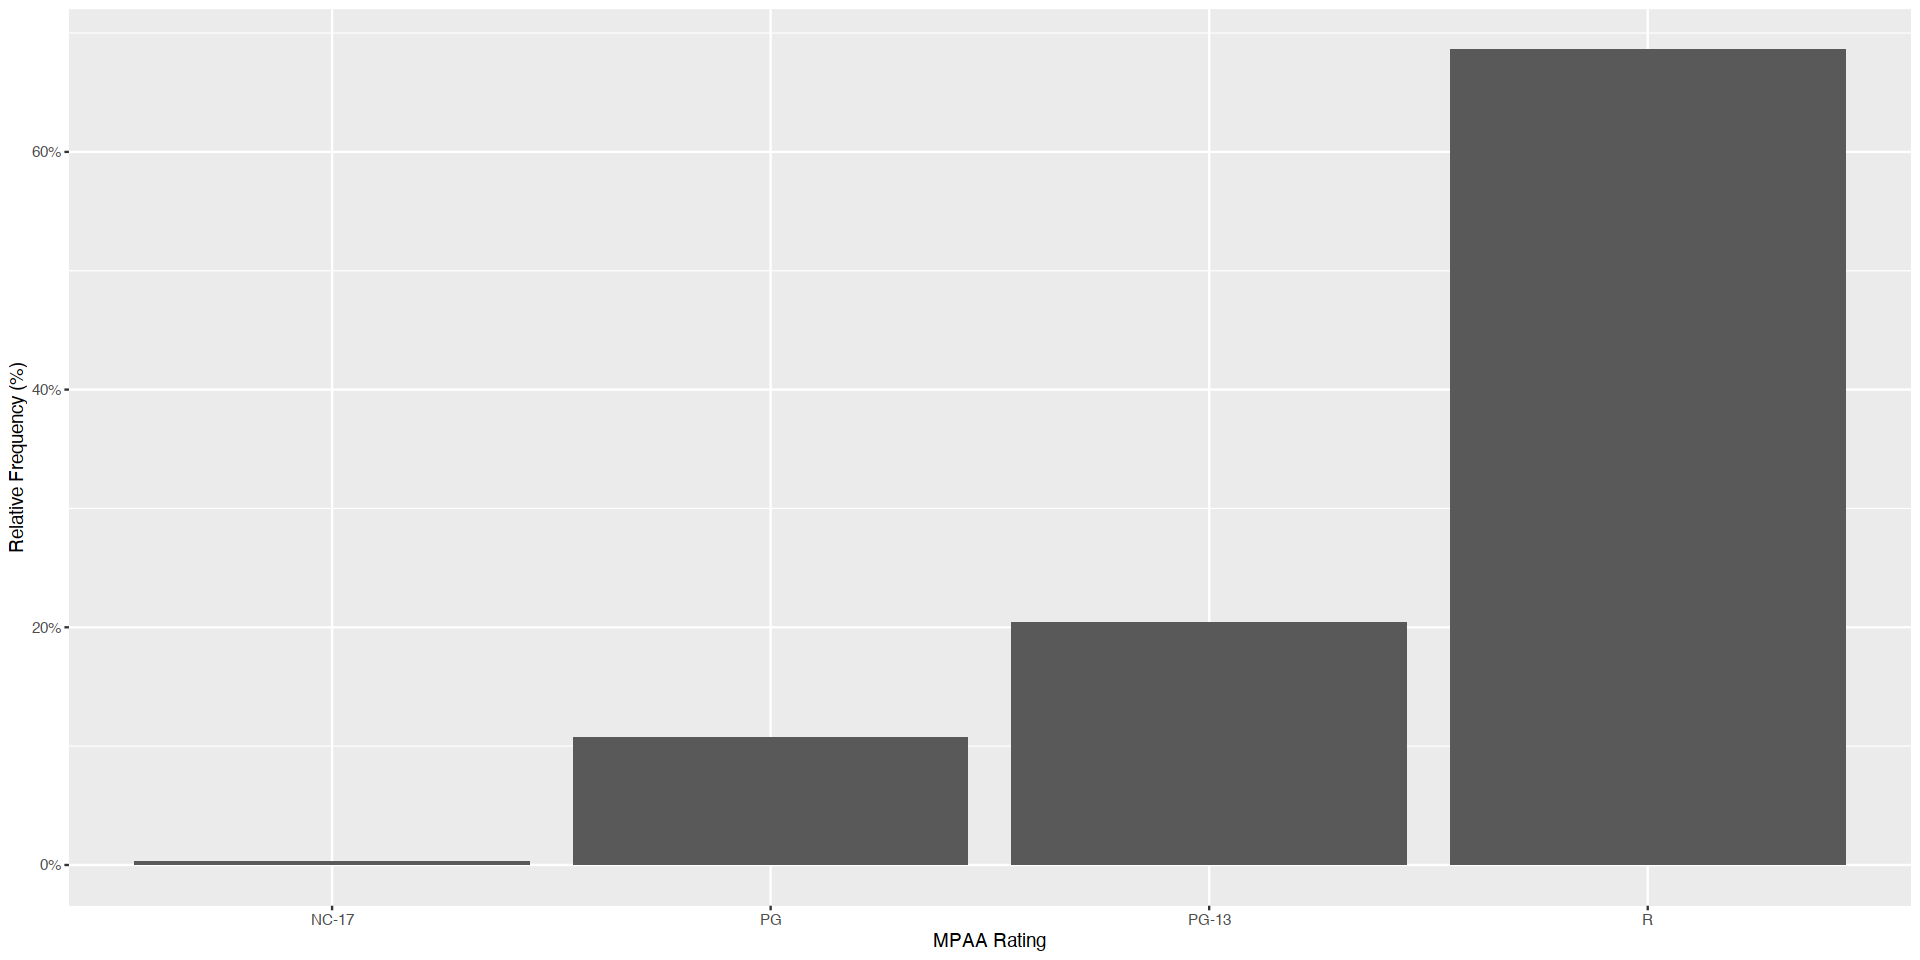 Relative Frequency (%)
60%
40%
20%
0%
NC-17
PG
PG-13
R
MPAA Rating